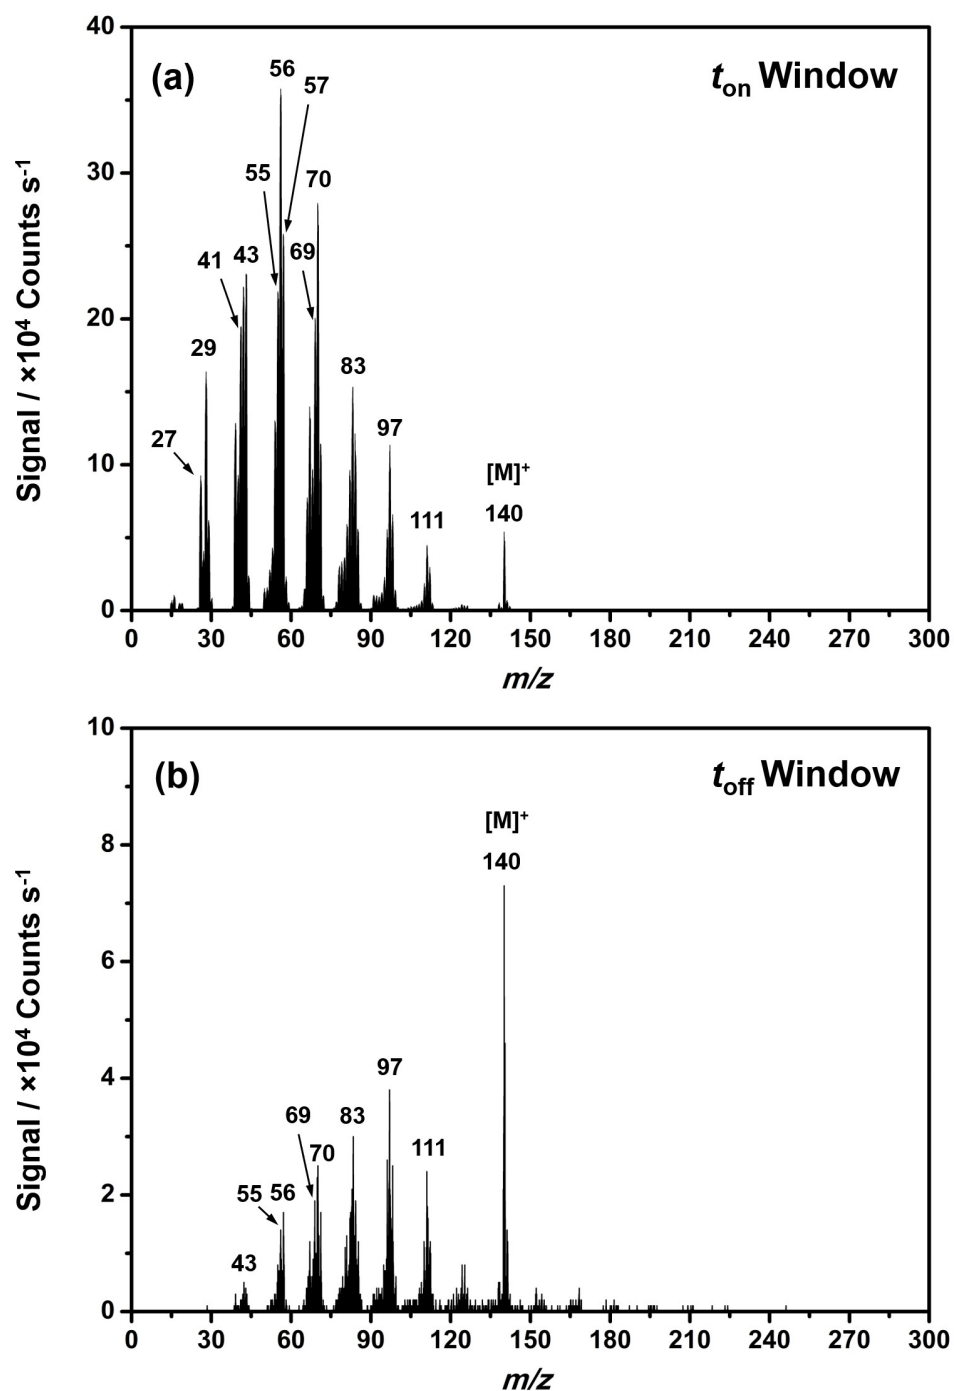 40
(a)
t_on Window
56
57
30
55
70
41
43
69
20
29
83
27
97
10
[M]⁺
111
140
0
0 30 60 90 120 150 180 210 240 270 300
Signal / ×10⁴ Counts s⁻¹
m/z
10
(b)
t_off Window
[M]⁺
8
140
6
97
4
69
83
70
111
2
55 56
43
0
0 30 60 90 120 150 180 210 240 270 300
Signal / ×10⁴ Counts s⁻¹
m/z